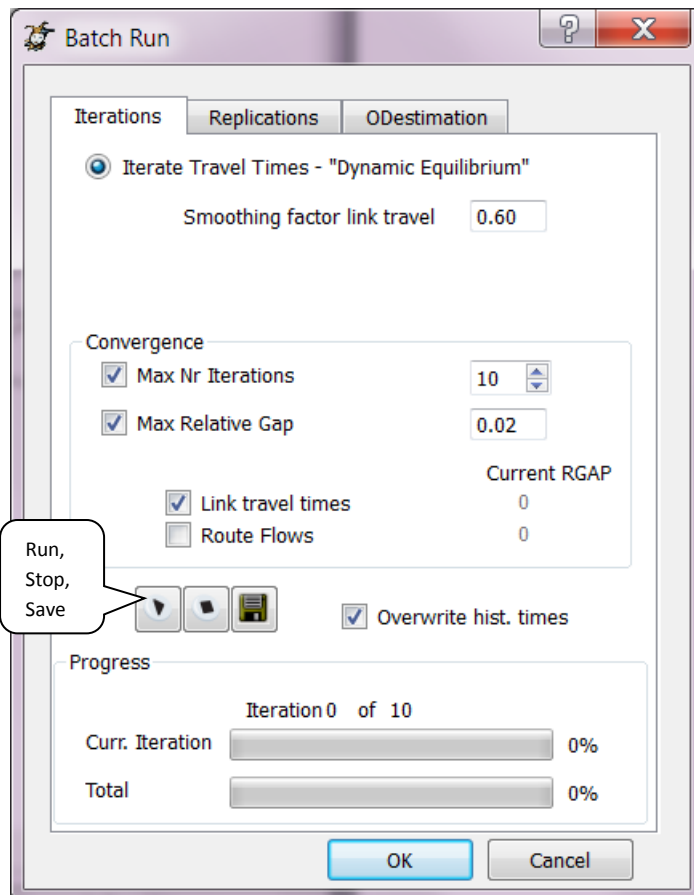 Batch Run
Iterations Replications ODestimation
Iterate Travel Times - "Dynamic Equilibrium"
Smoothing factor link travel 0.60
Convergence
Max Nr Iterations 10
Max Relative Gap 0.02
Current RGAP
Link travel times 0
Route Flows 0
Run,
Stop,
Save
Overwrite hist. times
Progress
Iteration 0 of 10
Curr. Iteration 0%
Total 0%
OK Cancel